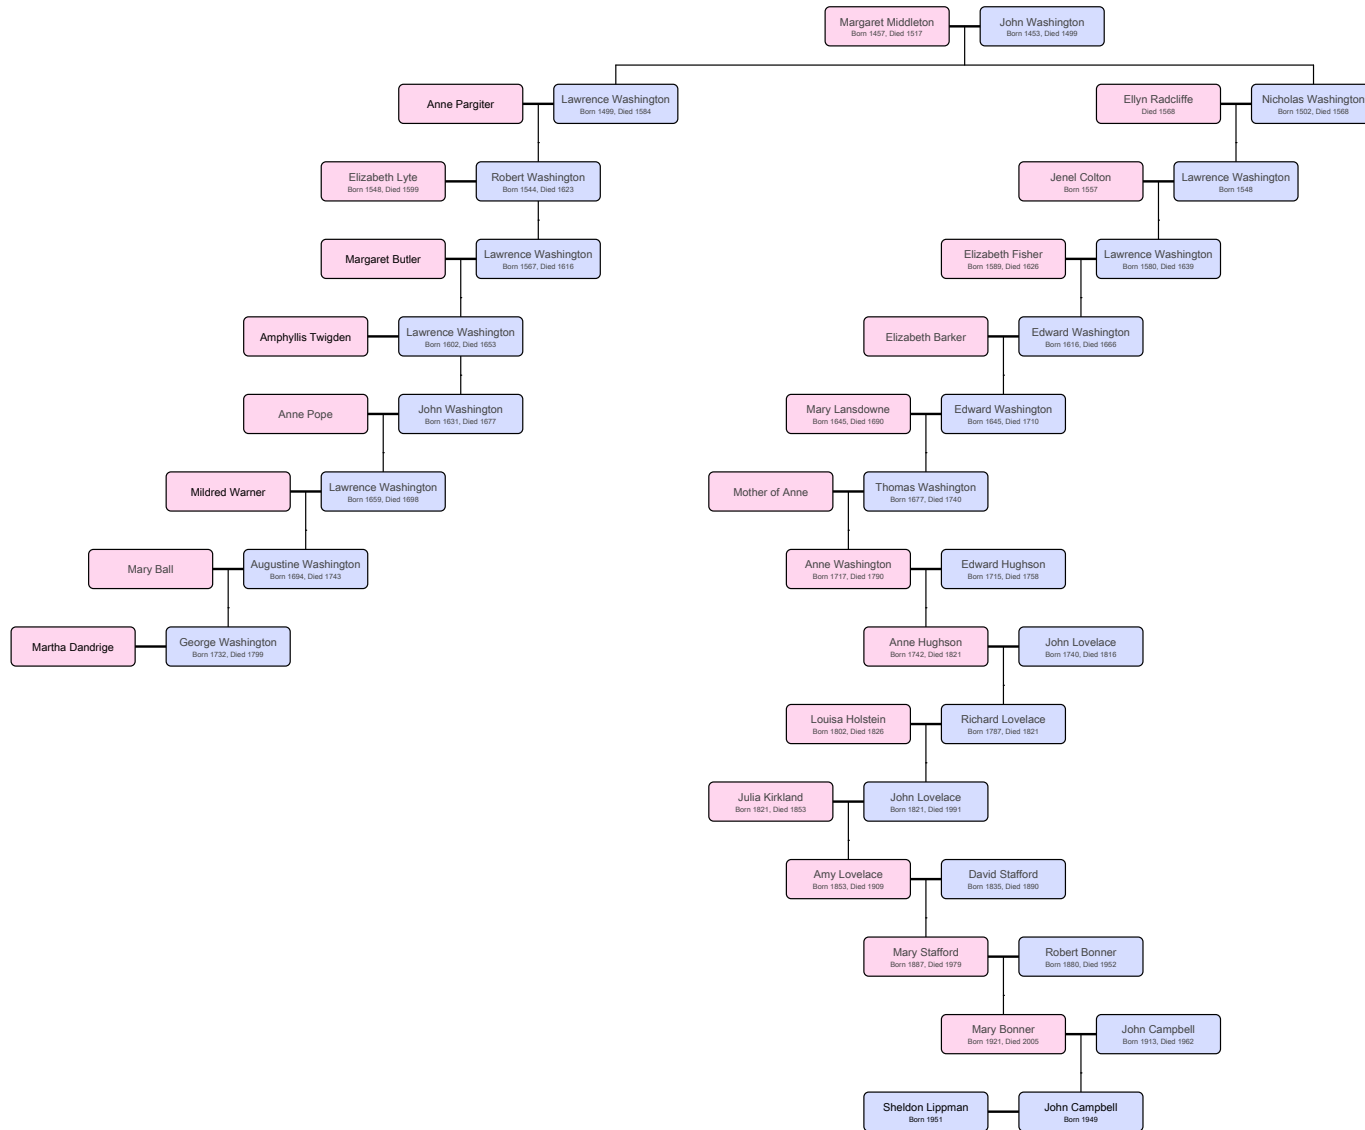 Margaret Middleton
Born 1457, Died 1517
John Washington
Born 1453, Died 1499
Anne Pargiter
Lawrence Washington
Born 1499, Died 1584
Ellyn Radcliffe
Died 1568
Nicholas Washington
Born 1502, Died 1568
Elizabeth Lyte
Born 1548, Died 1599
Robert Washington
Born 1544, Died 1623
Jenel Colton
Born 1557
Lawrence Washington
Born 1548
Margaret Butler
Lawrence Washington
Born 1567, Died 1616
Elizabeth Fisher
Born 1589, Died 1626
Lawrence Washington
Born 1580, Died 1639
Amphyllis Twigden
Lawrence Washington
Born 1602, Died 1653
Elizabeth Barker
Edward Washington
Born 1616, Died 1666
Anne Pope
John Washington
Born 1631, Died 1677
Mary Lansdowne
Born 1645, Died 1690
Edward Washington
Born 1645, Died 1710
Mildred Warner
Lawrence Washington
Born 1659, Died 1698
Mother of Anne
Thomas Washington
Born 1677, Died 1740
Mary Ball
Augustine Washington
Born 1694, Died 1743
Anne Washington
Born 1717, Died 1790
Edward Hughson
Born 1715, Died 1758
Martha Dandrige
George Washington
Born 1732, Died 1799
Anne Hughson
Born 1742, Died 1821
John Lovelace
Born 1740, Died 1816
Louisa Holstein
Born 1802, Died 1826
Richard Lovelace
Born 1787, Died 1821
Julia Kirkland
Born 1821, Died 1853
John Lovelace
Born 1821, Died 1991
Amy Lovelace
Born 1853, Died 1909
David Stafford
Born 1835, Died 1890
Mary Stafford
Born 1887, Died 1979
Robert Bonner
Born 1880, Died 1952
Mary Bonner
Born 1921, Died 2005
John Campbell
Born 1913, Died 1962
Sheldon Lippman
Born 1951
John Campbell
Born 1949